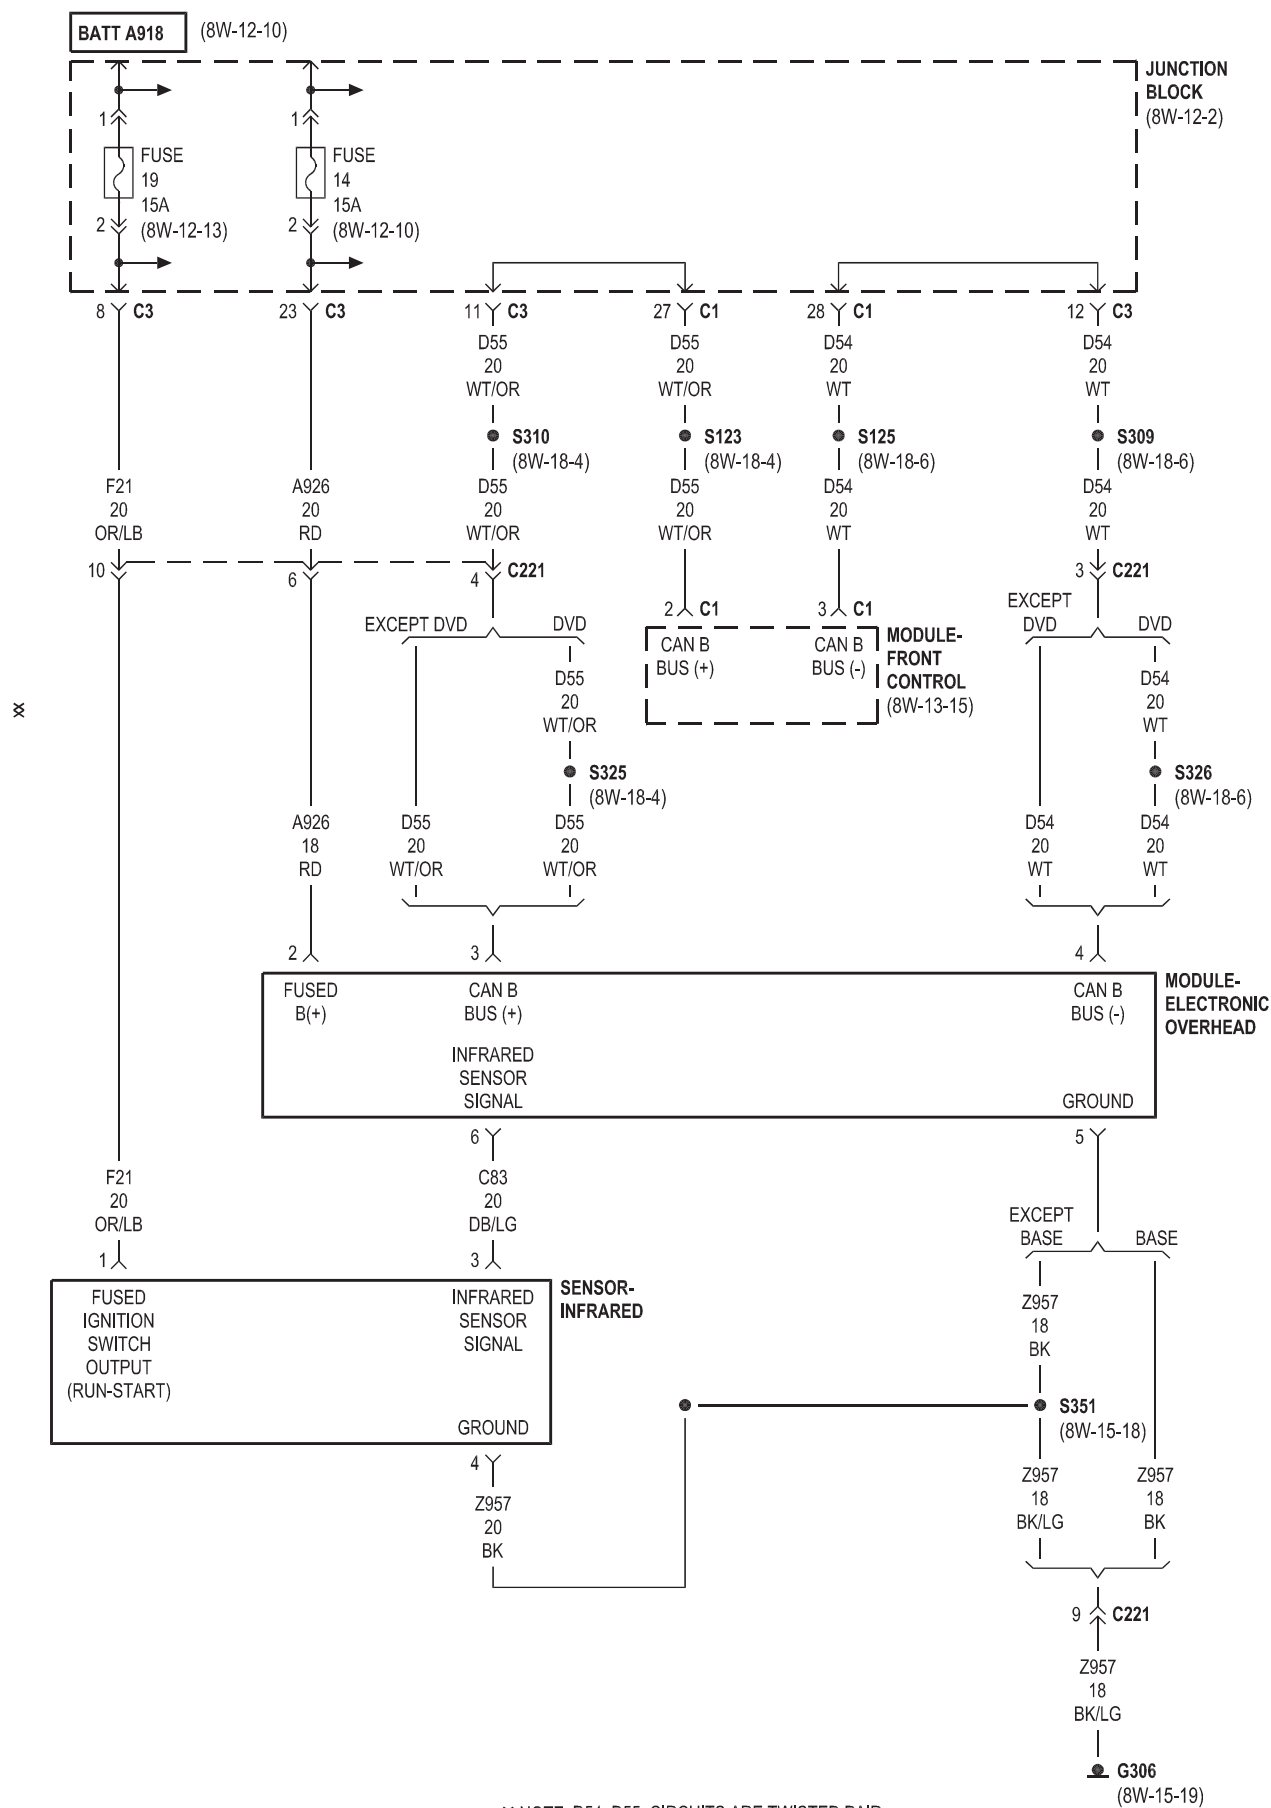 BATT A918 (8W-12-10)
JUNCTION
BLOCK
(8W-12-2)
1 1
FUSE FUSE
19 14
15A 15A
2 (8W-12-13) 2 (8W-12-10)
8 C3 23 C3 11 C3 27 C1 28 C1 12 C3
D55 D55 D54 D54
20 20 20 20
WT/OR WT/OR WT WT
S310 S123 S125 S309
(8W-18-4) (8W-18-4) (8W-18-6) (8W-18-6)
F21 A926 D55 D55 D54 D54
20 20 20 20 20 20
OR/LB RD WT/OR WT/OR WT WT
10 6 4 C221 3 C221
2 C1 3 C1
EXCEPT DVD DVD
EXCEPT
DVD DVD
CAN B CAN B
BUS (+) BUS (-)
MODULE-
FRONT
CONTROL
(8W-13-15)
D55 D54
20 20
WT/OR WT
XX
S325 S326
(8W-18-4) (8W-18-6)
A926 D55 D55 D54 D54
18 20 20 20 20
RD WT/OR WT/OR WT WT
2 3 4
FUSED CAN B CAN B
B(+) BUS (+) BUS (-)
MODULE-
ELECTRONIC
OVERHEAD
INFRARED
SENSOR
SIGNAL GROUND
6 5
F21 C83
20 20
OR/LB DB/LG
EXCEPT
BASE BASE
1 3
FUSED INFRARED
IGNITION SENSOR
SWITCH SIGNAL
OUTPUT
(RUN-START)
SENSOR-
INFRARED
Z957
18
BK
GROUND
S351
(8W-15-18)
4
Z957 Z957 Z957
20 18 18
BK BK/LG BK
9 C221
Z957
18
BK/LG
G306
(8W-15-19)
NOTE: D54, D55, CIRCUITS ARE TWISTED PAIR